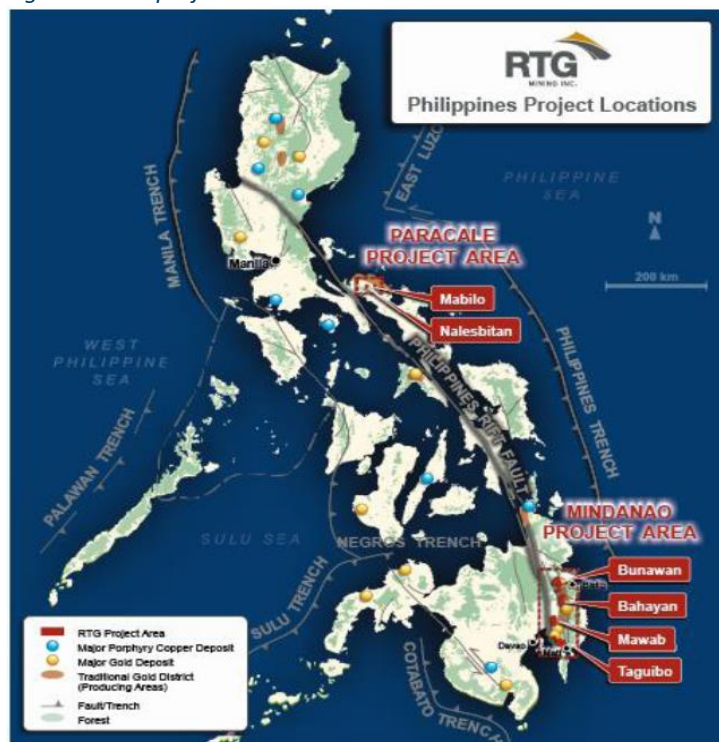 RTG
MINING INC.
Philippines Project Locations
EAST LUZO
PHILIPPINE
SEA
MANILA TRENCH
N
200 km
PARACALE
PROJECT AREA
Manila
Mabilo
Nalesbitan
WEST
PHILIPPINE
SEA
PHILIPPINES RIFT FAULT
PHILIPPINES TRENCH
PALAWAN TRENCH
MINDANAO
PROJECT AREA
SULU SEA
NEGROS TRENCH
Bunawan
Bahayan
Mawab
Taguibo
Davao
Mati
SULU TRENCH
COTABATO TRENCH
RTG Project Area
Major Porphyry Copper Deposit
Major Gold Deposit
Traditional Gold District
(Producing Areas)
Fault/Trench
Forest